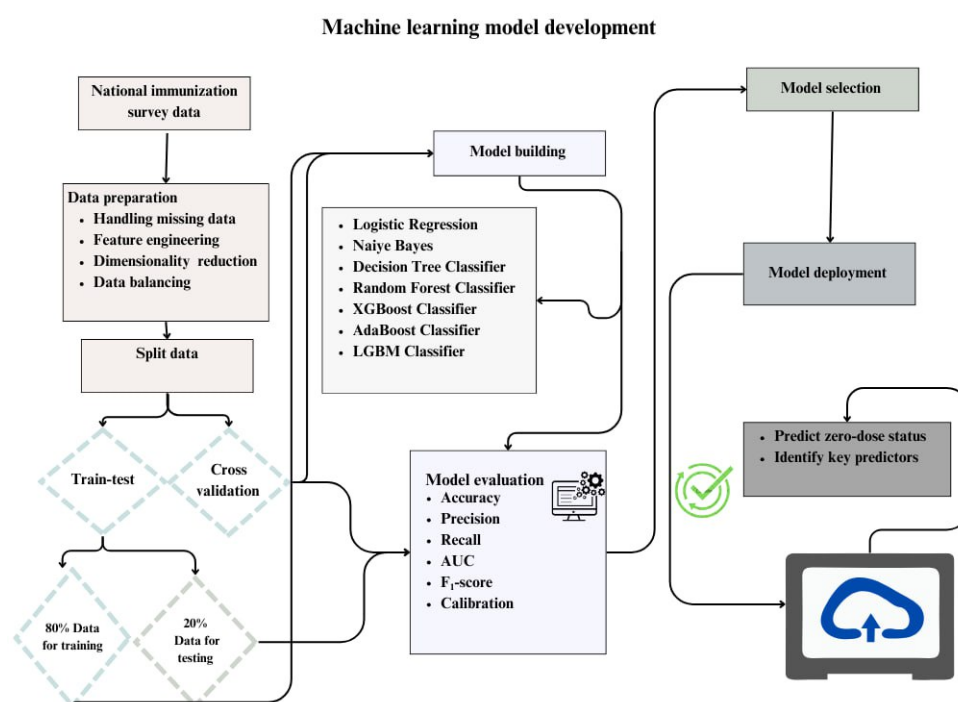 Machine learning model development
National immunization
survey data
Data preparation
• Handling missing data
• Feature engineering
• Dimensionality reduction
• Data balancing
Split data
Train-test
Cross
validation
80% Data
for training
20%
Data for
testing
Model building
• Logistic Regression
• Naiye Bayes
• Decision Tree Classifier
• Random Forest Classifier
• XGBoost Classifier
• AdaBoost Classifier
• LGBM Classifier
Model evaluation
• Accuracy
• Precision
• Recall
• AUC
• F₁-score
• Calibration
Model selection
Model deployment
• Predict zero-dose status
• Identify key predictors